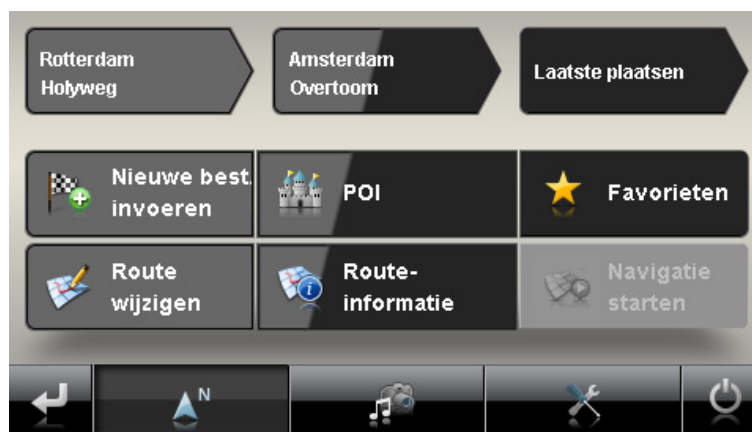 Rotterdam
Holyweg
Amsterdam
Overtoom
Laatste plaatsen
Nieuwe best.
invoeren
POI
Favorieten
Route
wijzigen
Route-
informatie
Navigatie
starten
N